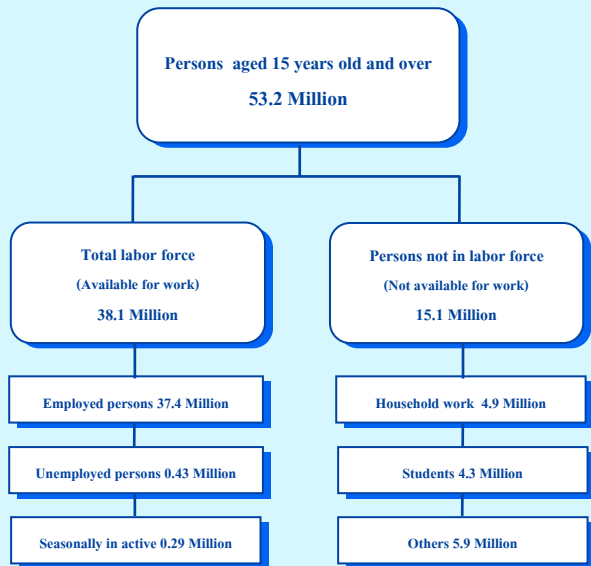 Persons aged 15 years old and over
53.2 Million
Total labor force
(Available for work)
38.1 Million
Employed persons 37.4 Million
Unemployed persons 0.43 Million
Seasonally in active 0.29 Million
Persons not in labor force
(Not available for work)
15.1 Million
Household work 4.9 Million
Students 4.3 Million
Others 5.9 Million